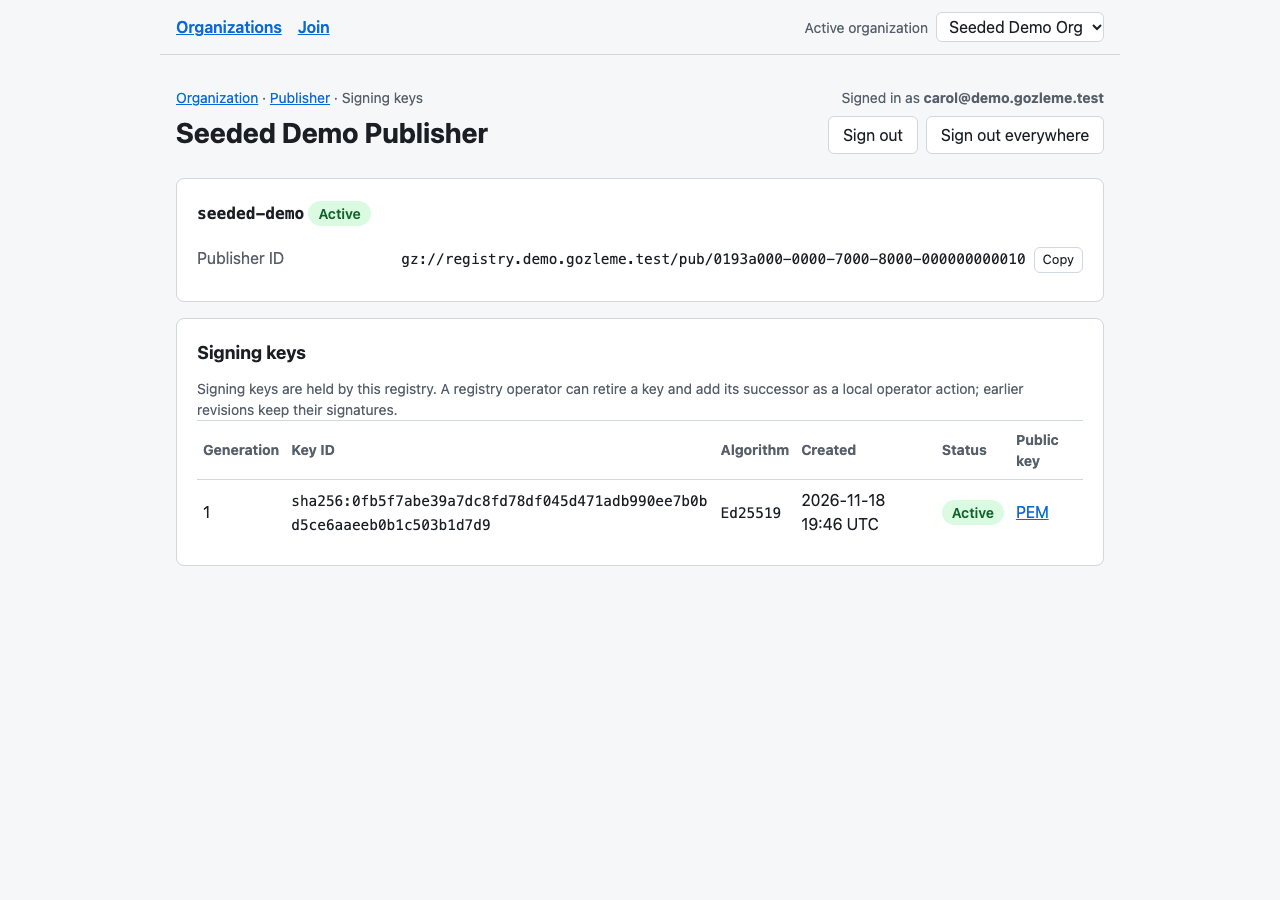 Organizations Join Active organization Seeded Demo Org
Organization · Publisher · Signing keys Signed in as carol@demo.gozleme.test
Seeded Demo Publisher Sign out Sign out everywhere
seeded-demo Active
Publisher ID gz://registry.demo.gozleme.test/pub/0193a000-0000-7000-8000-000000000010 Copy
Signing keys
Signing keys are held by this registry. A registry operator can retire a key and add its successor as a local operator action; earlier
revisions keep their signatures.
Generation Key ID Algorithm Created Status Public key
1 sha256:0fb5f7abe39a7dc8fd78df045d471adb990ee7b0b Ed25519 2026-11-18 Active PEM
d5ce6aaeeb0b1c503b1d7d9 19:46 UTC